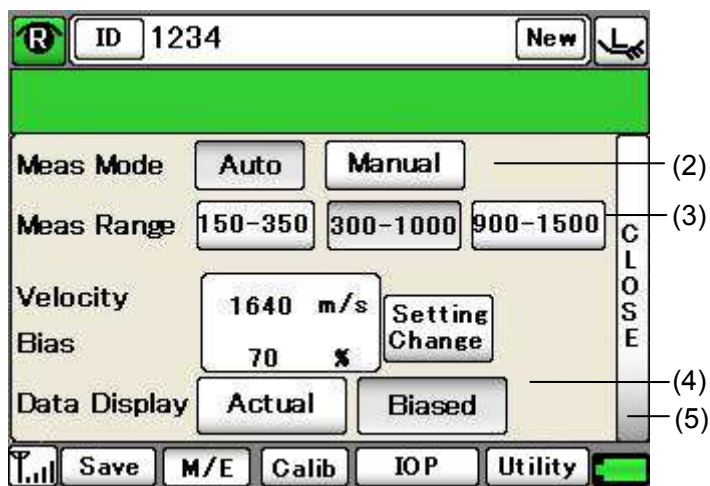 R ID 1234 New
Meas Mode Auto Manual (2)
Meas Range 150-350 300-1000 900-1500 (3)
CLOSE
Velocity 1640 m/s
Setting Change
Bias 70 %
(4)
Data Display Actual Biased (5)
Save M/E Calib IOP Utility